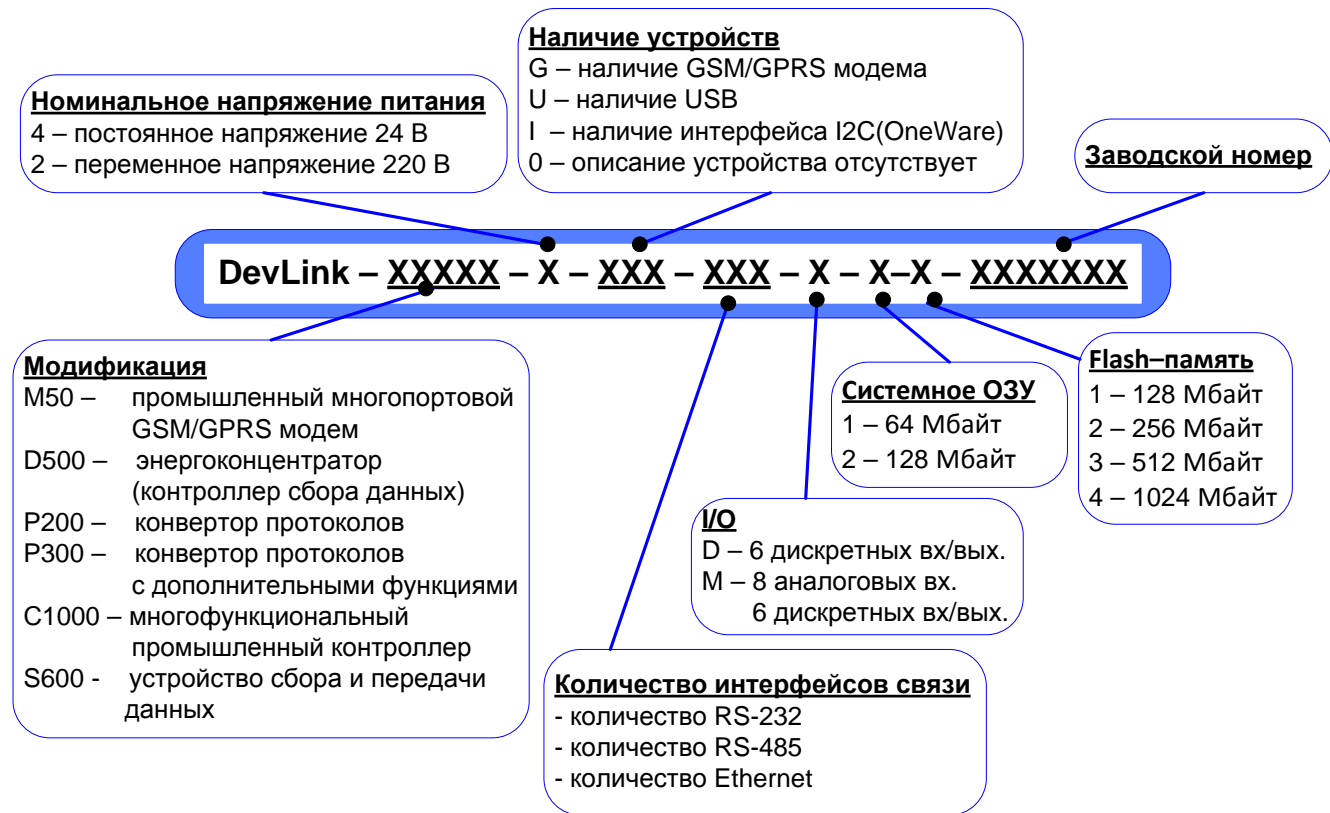 Наличие устройств
G – наличие GSM/GPRS модема
U – наличие USB
I – наличие интерфейса I2C(OneWare)
0 – описание устройства отсутствует
Номинальное напряжение питания
4 – постоянное напряжение 24 В
2 – переменное напряжение 220 В
Заводской номер
DevLink – XXXXX – X – XXX – XXX – X – X–X – XXXXXXX
Модификация
M50 – промышленный многопортовой
GSM/GPRS модем
D500 – энергоконцентратор
(контроллер сбора данных)
P200 – конвертор протоколов
P300 – конвертор протоколов
с дополнительными функциями
C1000 – многофункциональный
промышленный контроллер
S600 - устройство сбора и передачи
данных
Системное ОЗУ
1 – 64 Мбайт
2 – 128 Мбайт
Flash–память
1 – 128 Мбайт
2 – 256 Мбайт
3 – 512 Мбайт
4 – 1024 Мбайт
I/O
D – 6 дискретных вх/вых.
M – 8 аналоговых вх.
6 дискретных вх/вых.
Количество интерфейсов связи
- количество RS-232
- количество RS-485
- количество Ethernet